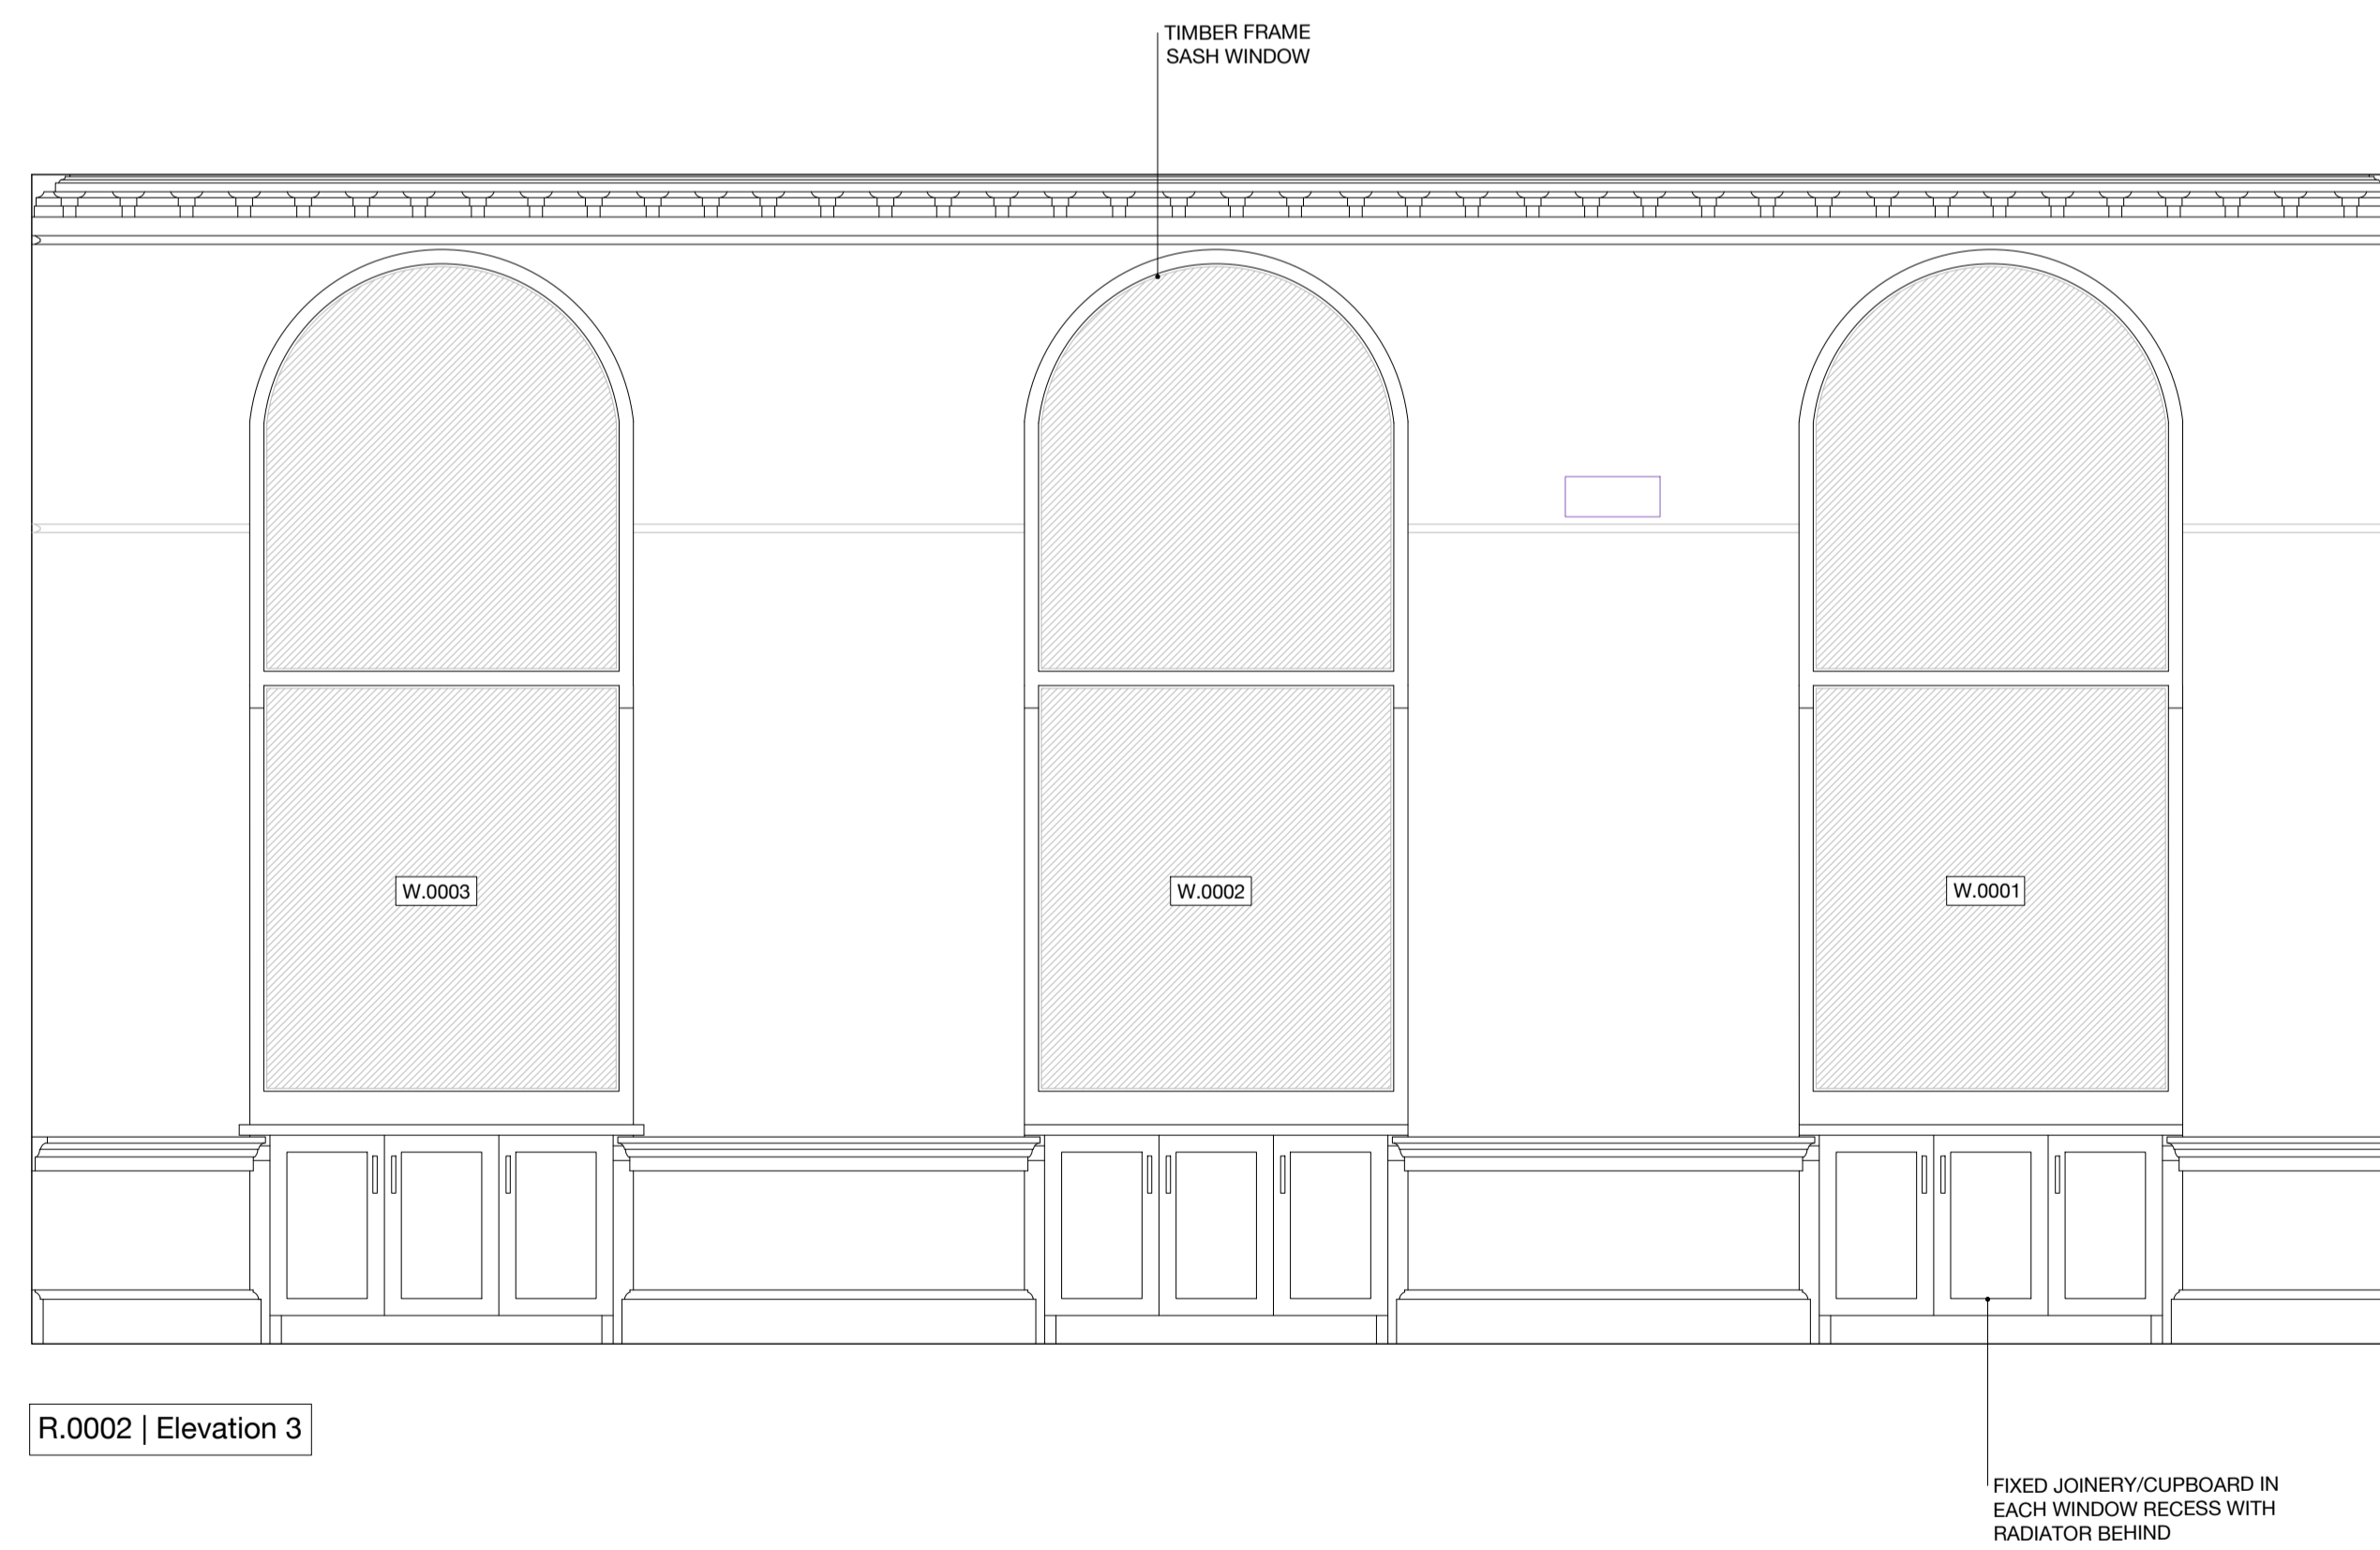 TIMBER FRAME
SASH WINDOW
W.0003
W.0002
W.0001
R.0002 | Elevation 3
FIXED JOINERY/CUPBOARD IN
EACH WINDOW RECESS WITH
RADIATOR BEHIND